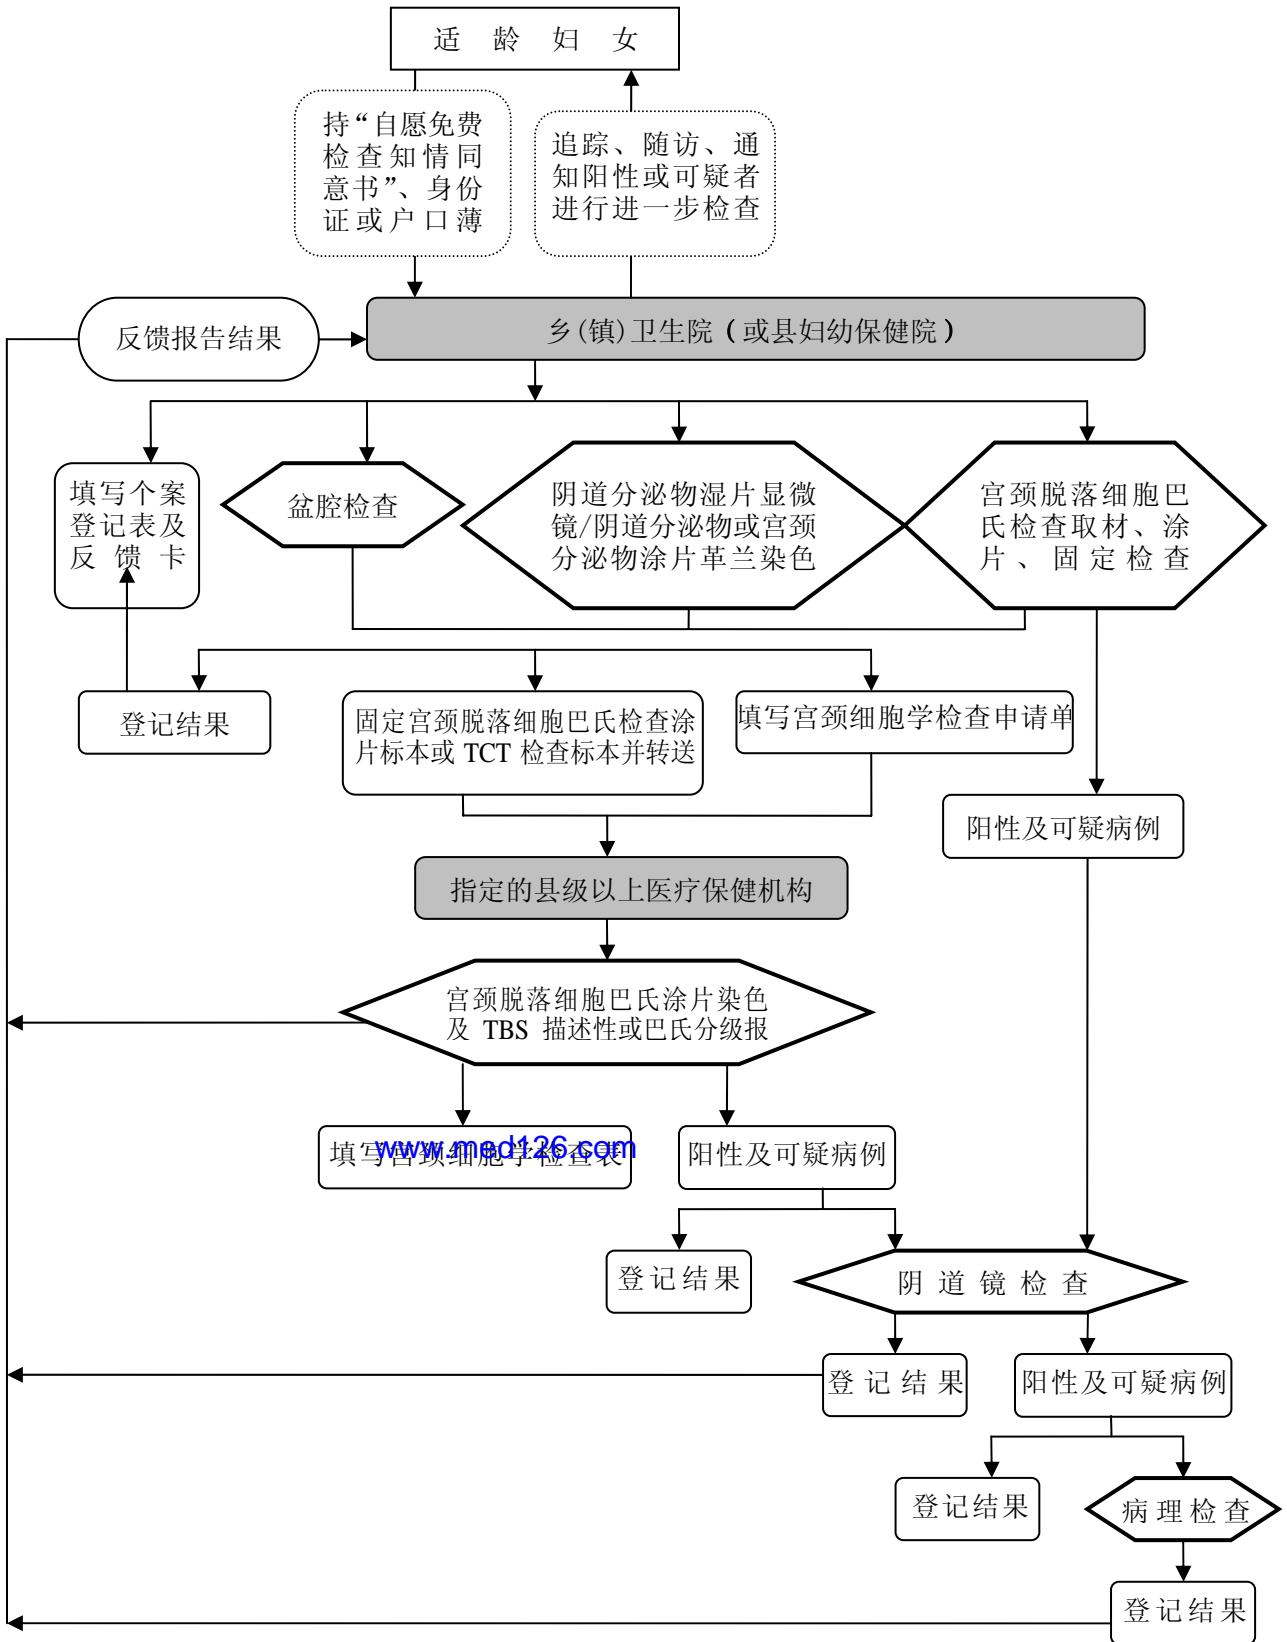 适龄妇女
持“自愿免费
检查知情同
意书”、身份
证或户口薄
追踪、随访、通
知阳性或可疑者
进行进一步检查
反馈报告结果
乡(镇)卫生院(或县妇幼保健院)
填写个案
登记表及
反馈卡
盆腔检查
阴道分泌物湿片显微
镜/阴道分泌物或宫颈
分泌物涂片革兰染色
宫颈脱落细胞巴
氏检查取材、涂
片、固定检查
登记结果
固定宫颈脱落细胞巴氏检查涂
片标本或 TCT 检查标本并转送
填写宫颈细胞学检查申请单
阳性及可疑病例
指定的县级以上医疗保健机构
宫颈脱落细胞巴氏涂片染色
及 TBS 描述性或巴氏分级报
填写宫颈细胞学检查表
www.med126.com
阳性及可疑病例
登记结果
阴道镜检查
登记结果
阳性及可疑病例
登记结果
病理检查
登记结果